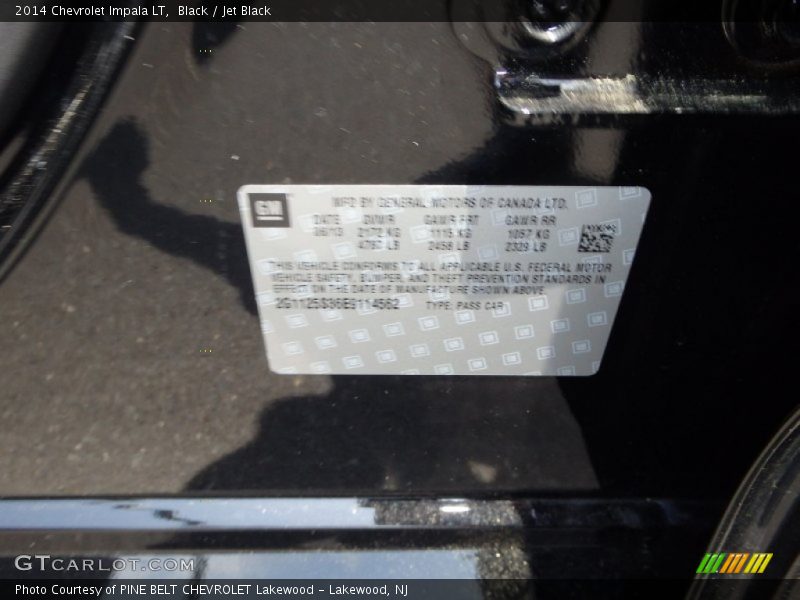 2014 Chevrolet Impala LT, Black / Jet Black
GM
MFD BY GENERAL MOTORS OF CANADA LTD.
DATE GVWR GAWR FRT GAWR RR
2172 KG 1115 KG 1057 KG
4787 LB 2458 LB 2329 LB
THIS VEHICLE CONFORMS TO ALL APPLICABLE U.S. FEDERAL MOTOR
VEHICLE SAFETY, BUMPER, AND THEFT PREVENTION STANDARDS IN
EFFECT ON THE DATE OF MANUFACTURE SHOWN ABOVE.
TYPE: PASS CAR
GTCARLOT.COM
Photo Courtesy of PINE BELT CHEVROLET Lakewood - Lakewood, NJ